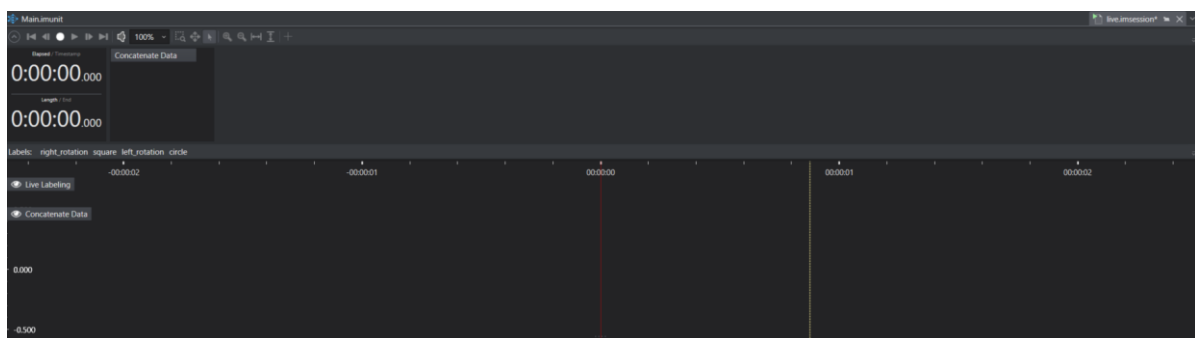 Main.imunit
live.imsession*
100%
Elapsed / Timestamp
0:00:00.000
Length / End
0:00:00.000
Concatenate Data
Labels: right_rotation square left_rotation circle
-00:00:02 -00:00:01 00:00:00 00:00:01 00:00:02
Live Labeling
Concatenate Data
0.000
-0.500